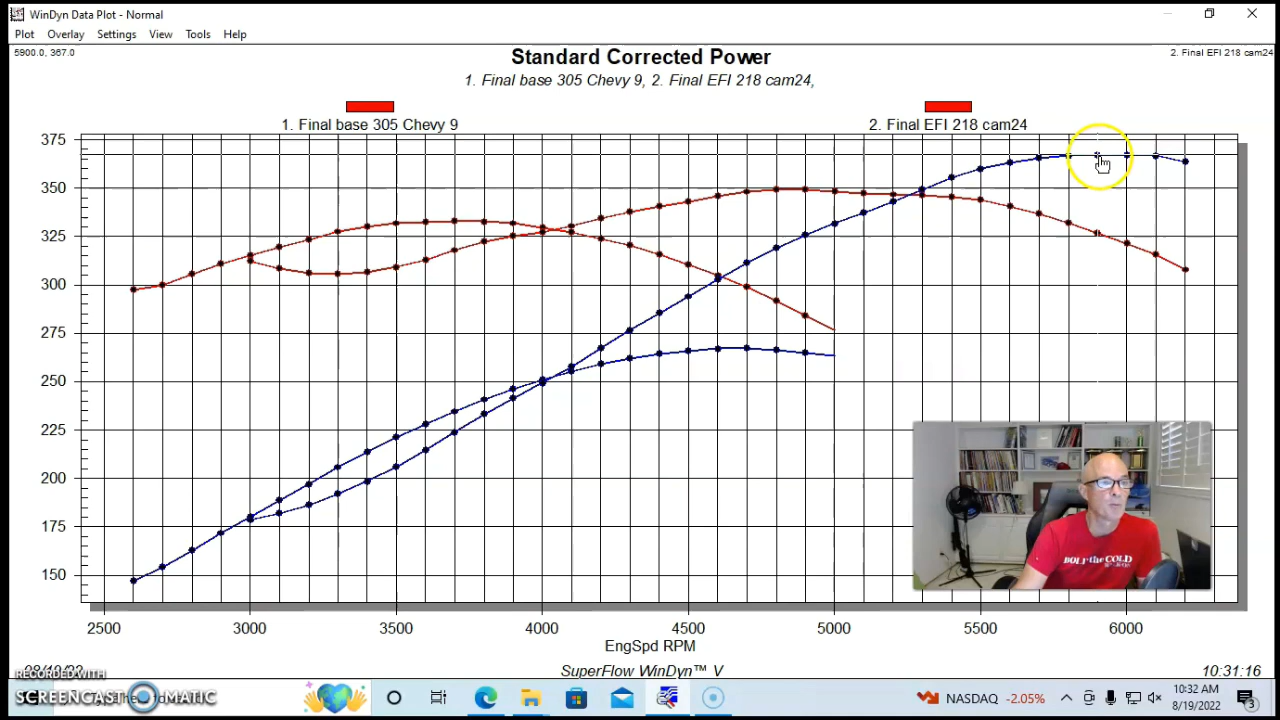 WinDyn Data Plot - Normal
Plot Overlay Settings View Tools Help
5900.0, 367.0
2. Final EFI 218 cam24
Standard Corrected Power
1. Final base 305 Chevy 9, 2. Final EFI 218 cam24,
1. Final base 305 Chevy 9
2. Final EFI 218 cam24
375
350
325
300
275
250
225
200
175
150
2500 3000 3500 4000 4500 5000 5500 6000
EngSpd RPM
BOLT the COLD
SuperFlow WinDyn™ V
10:31:16
RECORDED WITH
SCREENCAST-O-MATIC
NASDAQ -2.05%
10:32 AM
8/19/2022
3